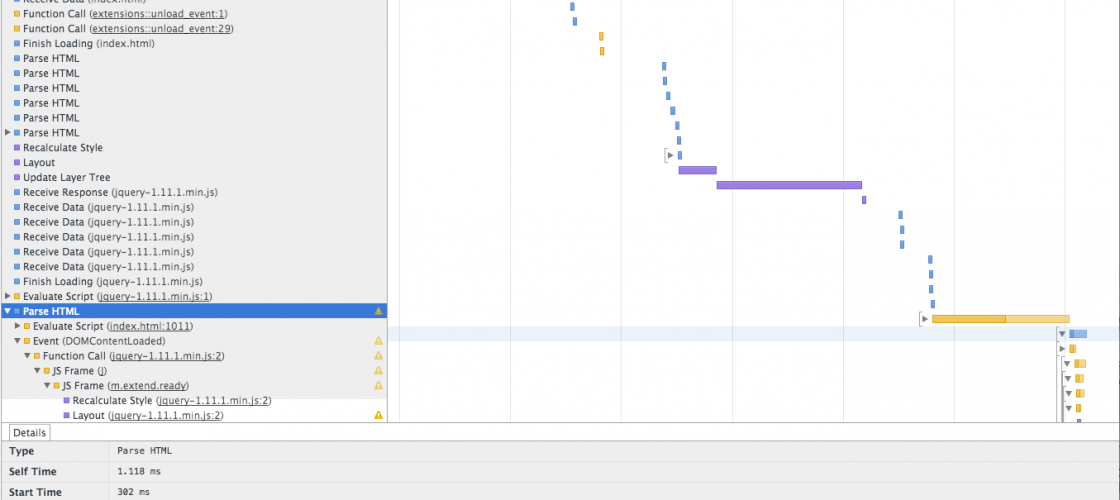 Receive Data (index.html)
Function Call (extensions::unload_event:1)
Function Call (extensions::unload_event:29)
Finish Loading (index.html)
Parse HTML
Parse HTML
Parse HTML
Parse HTML
Parse HTML
Parse HTML
Recalculate Style
Layout
Update Layer Tree
Receive Response (jquery-1.11.1.min.js)
Receive Data (jquery-1.11.1.min.js)
Receive Data (jquery-1.11.1.min.js)
Receive Data (jquery-1.11.1.min.js)
Receive Data (jquery-1.11.1.min.js)
Receive Data (jquery-1.11.1.min.js)
Finish Loading (jquery-1.11.1.min.js)
Evaluate Script (jquery-1.11.1.min.js:1)
Parse HTML
Evaluate Script (index.html:1011)
Event (DOMContentLoaded)
Function Call (jquery-1.11.1.min.js:2)
JS Frame (J)
JS Frame (m.extend.ready)
Recalculate Style (jquery-1.11.1.min.js:2)
Layout (jquery-1.11.1.min.js:2)
Details
Type Parse HTML
Self Time 1.118 ms
Start Time 302 ms